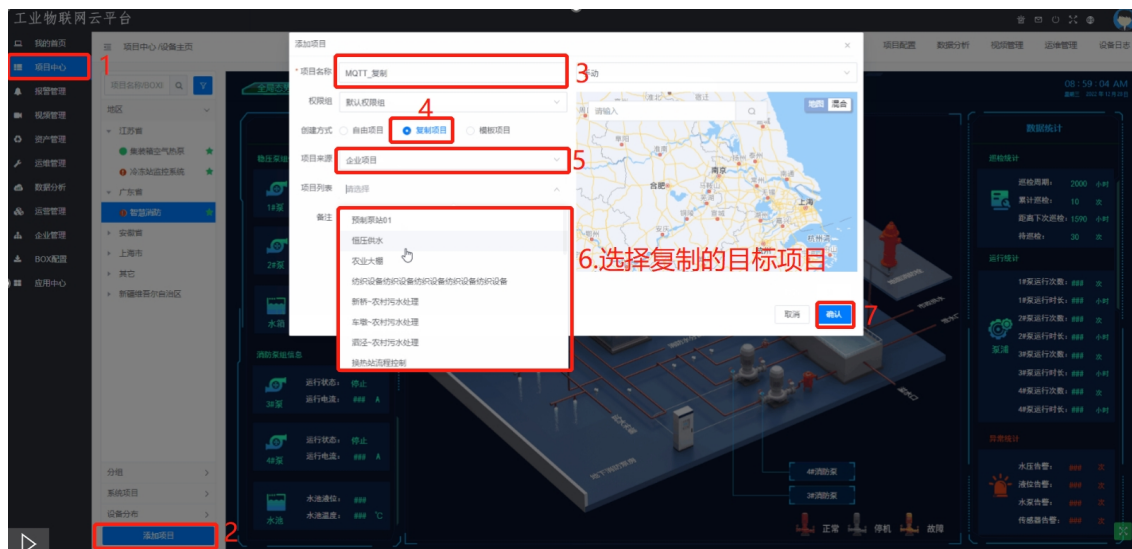 工业物联网云平台
我的首页
项目中心
报警管理
视频管理
资产管理
运维管理
数据分析
运营管理
企业管理
BOX配置
应用中心
1
项目中心/设备主页
项目名称/BOXI
地区
江苏省
集装箱空气热泵
冷冻站监控系统
广东省
智慧消防
安徽省
上海市
其它
新疆维吾尔自治区
分组
系统项目
设备分布
添加项目
2
添加项目
* 项目名称
MQTT_复制
3
权限组
默认权限组
4
创建方式
自由项目
复制项目
模板项目
项目来源
企业项目
5
项目列表
请选择
备注
预制泵站01
恒压供水
农业大棚
纺织设备纺织设备纺织设备纺织设备纺织设备
新桥-农村污水处理
车墩-农村污水处理
泗泾-农村污水处理
换热站流程控制
请输入
地图
混合
南京
合肥
上海
6.选择复制的目标项目
取消
确认
7
项目配置
数据分析
视频管理
运维管理
设备日志
08:59:04 AM
数据统计
巡检统计
巡检周期: 2000 小时
累计巡检: 10 次
距离下次巡检: 1590 小时
待巡检: 30 次
运行统计
泵浦
1#泵运行次数: ### 次
1#泵运行时长: ### 小时
2#泵运行次数: ### 次
2#泵运行时长: ### 小时
3#泵运行次数: ### 次
3#泵运行时长: ### 小时
4#泵运行次数: ### 次
4#泵运行时长: ### 小时
异常统计
水压告警: ### 次
液位告警: ### 次
水泵告警: ### 次
传感器告警: ### 次
1#泵
2#泵
水箱
消防泵组信息
3#泵
运行状态: 停止
运行电流: ### A
4#泵
运行状态: 停止
运行电流: ### A
水池
水池液位: ###
水池温度: ### ℃
地下消防泵房
4#消防泵
3#消防泵
正常
停机
故障